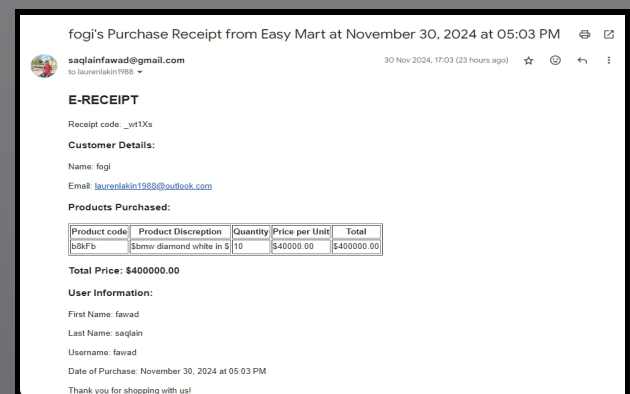 fogi's Purchase Receipt from Easy Mart at November 30, 2024 at 05:03 PM
saqlainfawad@gmail.com
30 Nov 2024, 17:03 (23 hours ago)
to laurenlakin1988
E-RECEIPT
Receipt code: _wt1Xs
Customer Details:
Name: fogi
Email: laurenlakin1988@outlook.com
Products Purchased:
Product code Product Discreption Quantity Price per Unit Total
b8kFb $bmw diamond white in $ 10 $40000.00 $400000.00
Total Price: $400000.00
User Information:
First Name: fawad
Last Name: saqlain
Username: fawad
Date of Purchase: November 30, 2024 at 05:03 PM
Thank you for shopping with us!